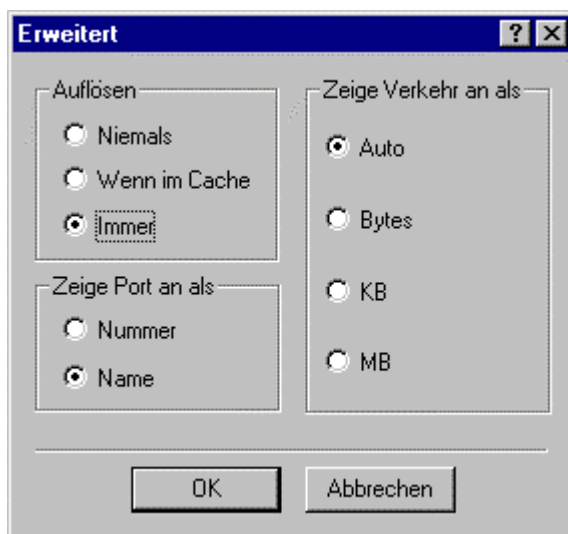 Erweitert
Auflösen
Niemals
Wenn im Cache
Immer
Zeige Port an als
Nummer
Name
Zeige Verkehr an als
Auto
Bytes
KB
MB
OK
Abbrechen